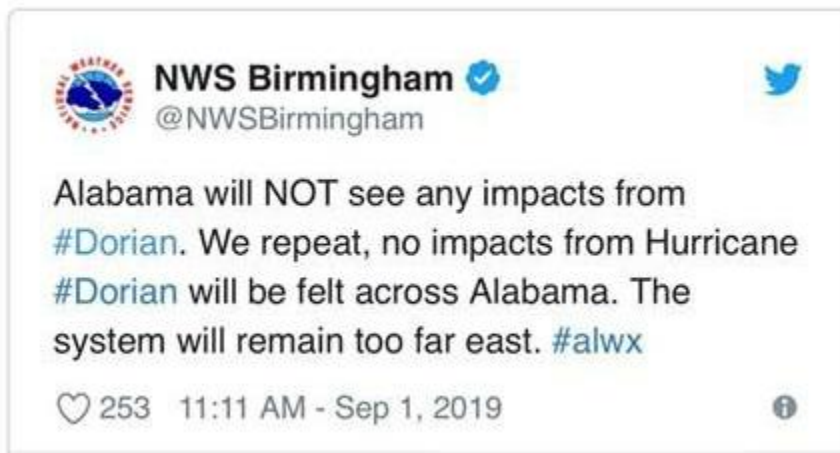 NWS Birmingham
@NWSBirmingham
Alabama will NOT see any impacts from
#Dorian. We repeat, no impacts from Hurricane
#Dorian will be felt across Alabama. The
system will remain too far east. #alwx
253 11:11 AM - Sep 1, 2019